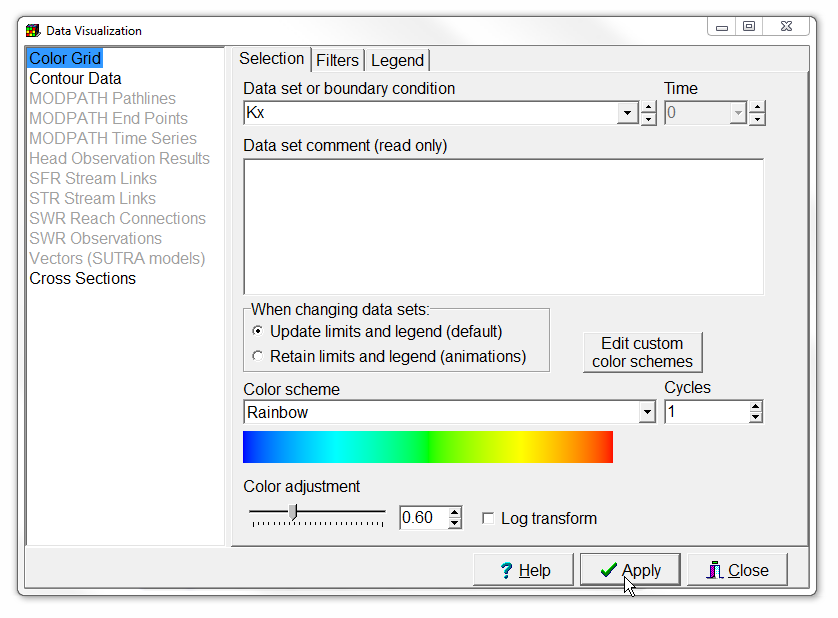 Data Visualization
Color Grid
Contour Data
MODPATH Pathlines
MODPATH End Points
MODPATH Time Series
Head Observation Results
SFR Stream Links
STR Stream Links
SWR Reach Connections
SWR Observations
Vectors (SUTRA models)
Cross Sections
Selection Filters Legend
Data set or boundary condition Time
Kx 0
Data set comment (read only)
When changing data sets:
Update limits and legend (default)
Retain limits and legend (animations)
Edit custom
color schemes
Color scheme Cycles
Rainbow 1
Color adjustment
0.60 Log transform
Help Apply Close